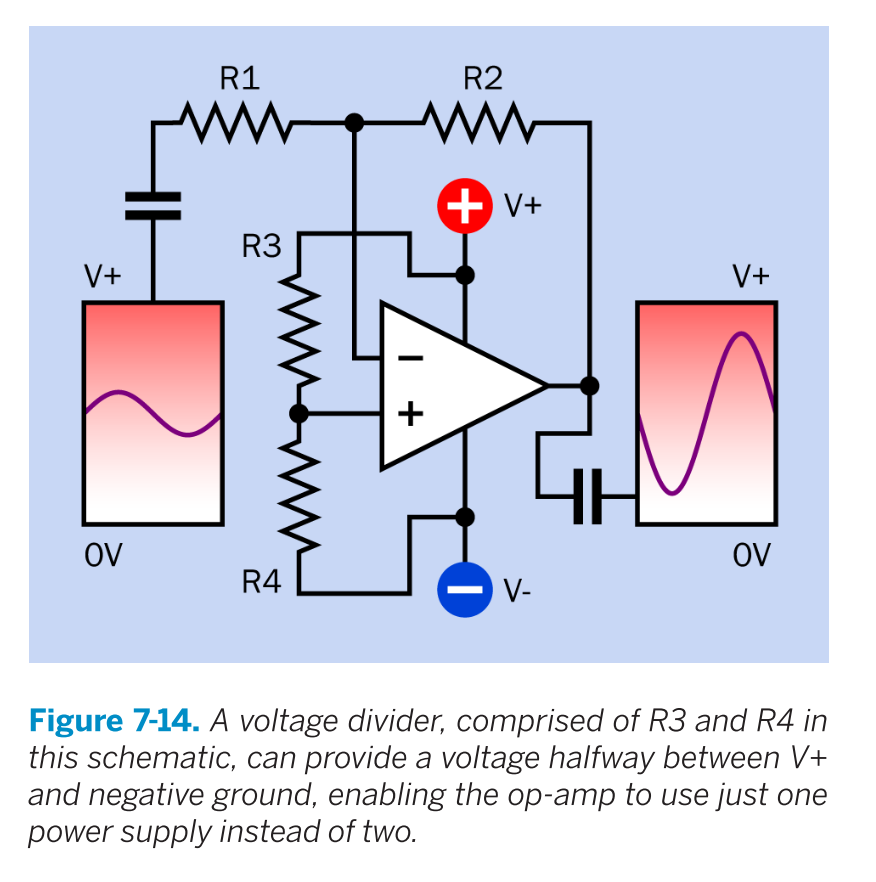 R1
R2
V+
R3
V+
V+
−
+
0V
0V
R4
V-
Figure 7-14. A voltage divider, comprised of R3 and R4 in
this schematic, can provide a voltage halfway between V+
and negative ground, enabling the op-amp to use just one
power supply instead of two.